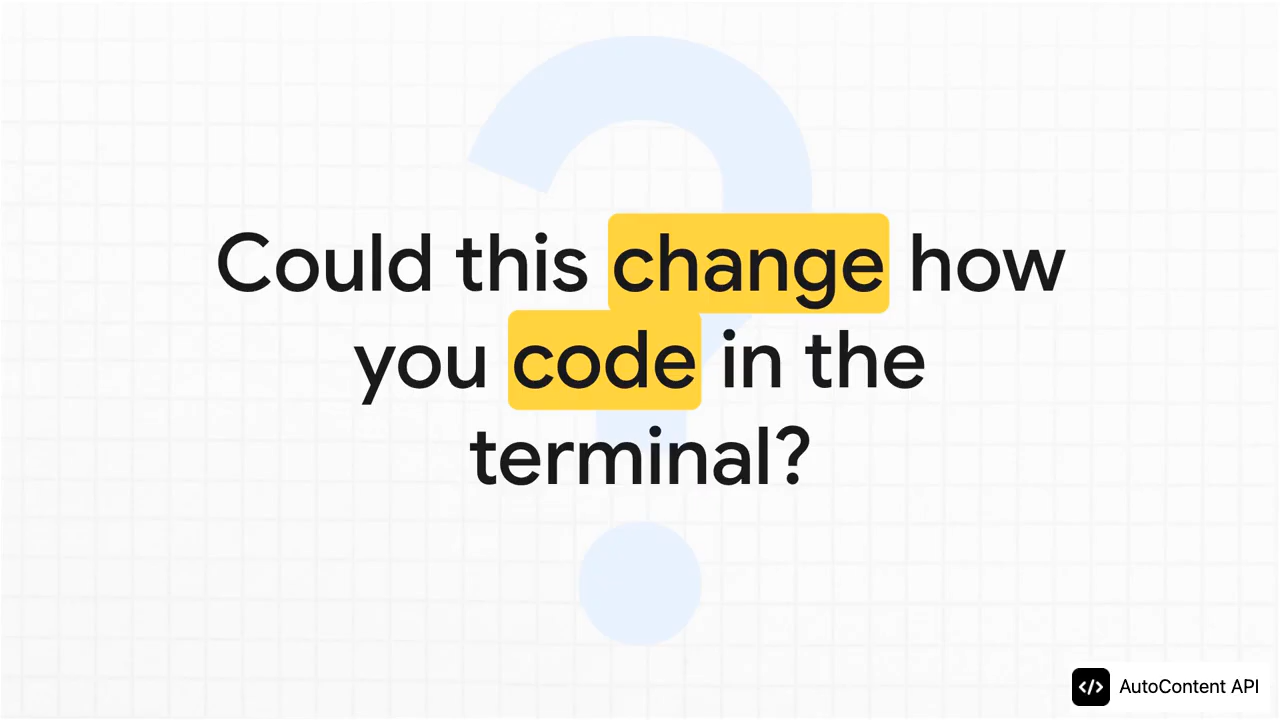 Could this change how
you code in the
terminal?
</> AutoContent API